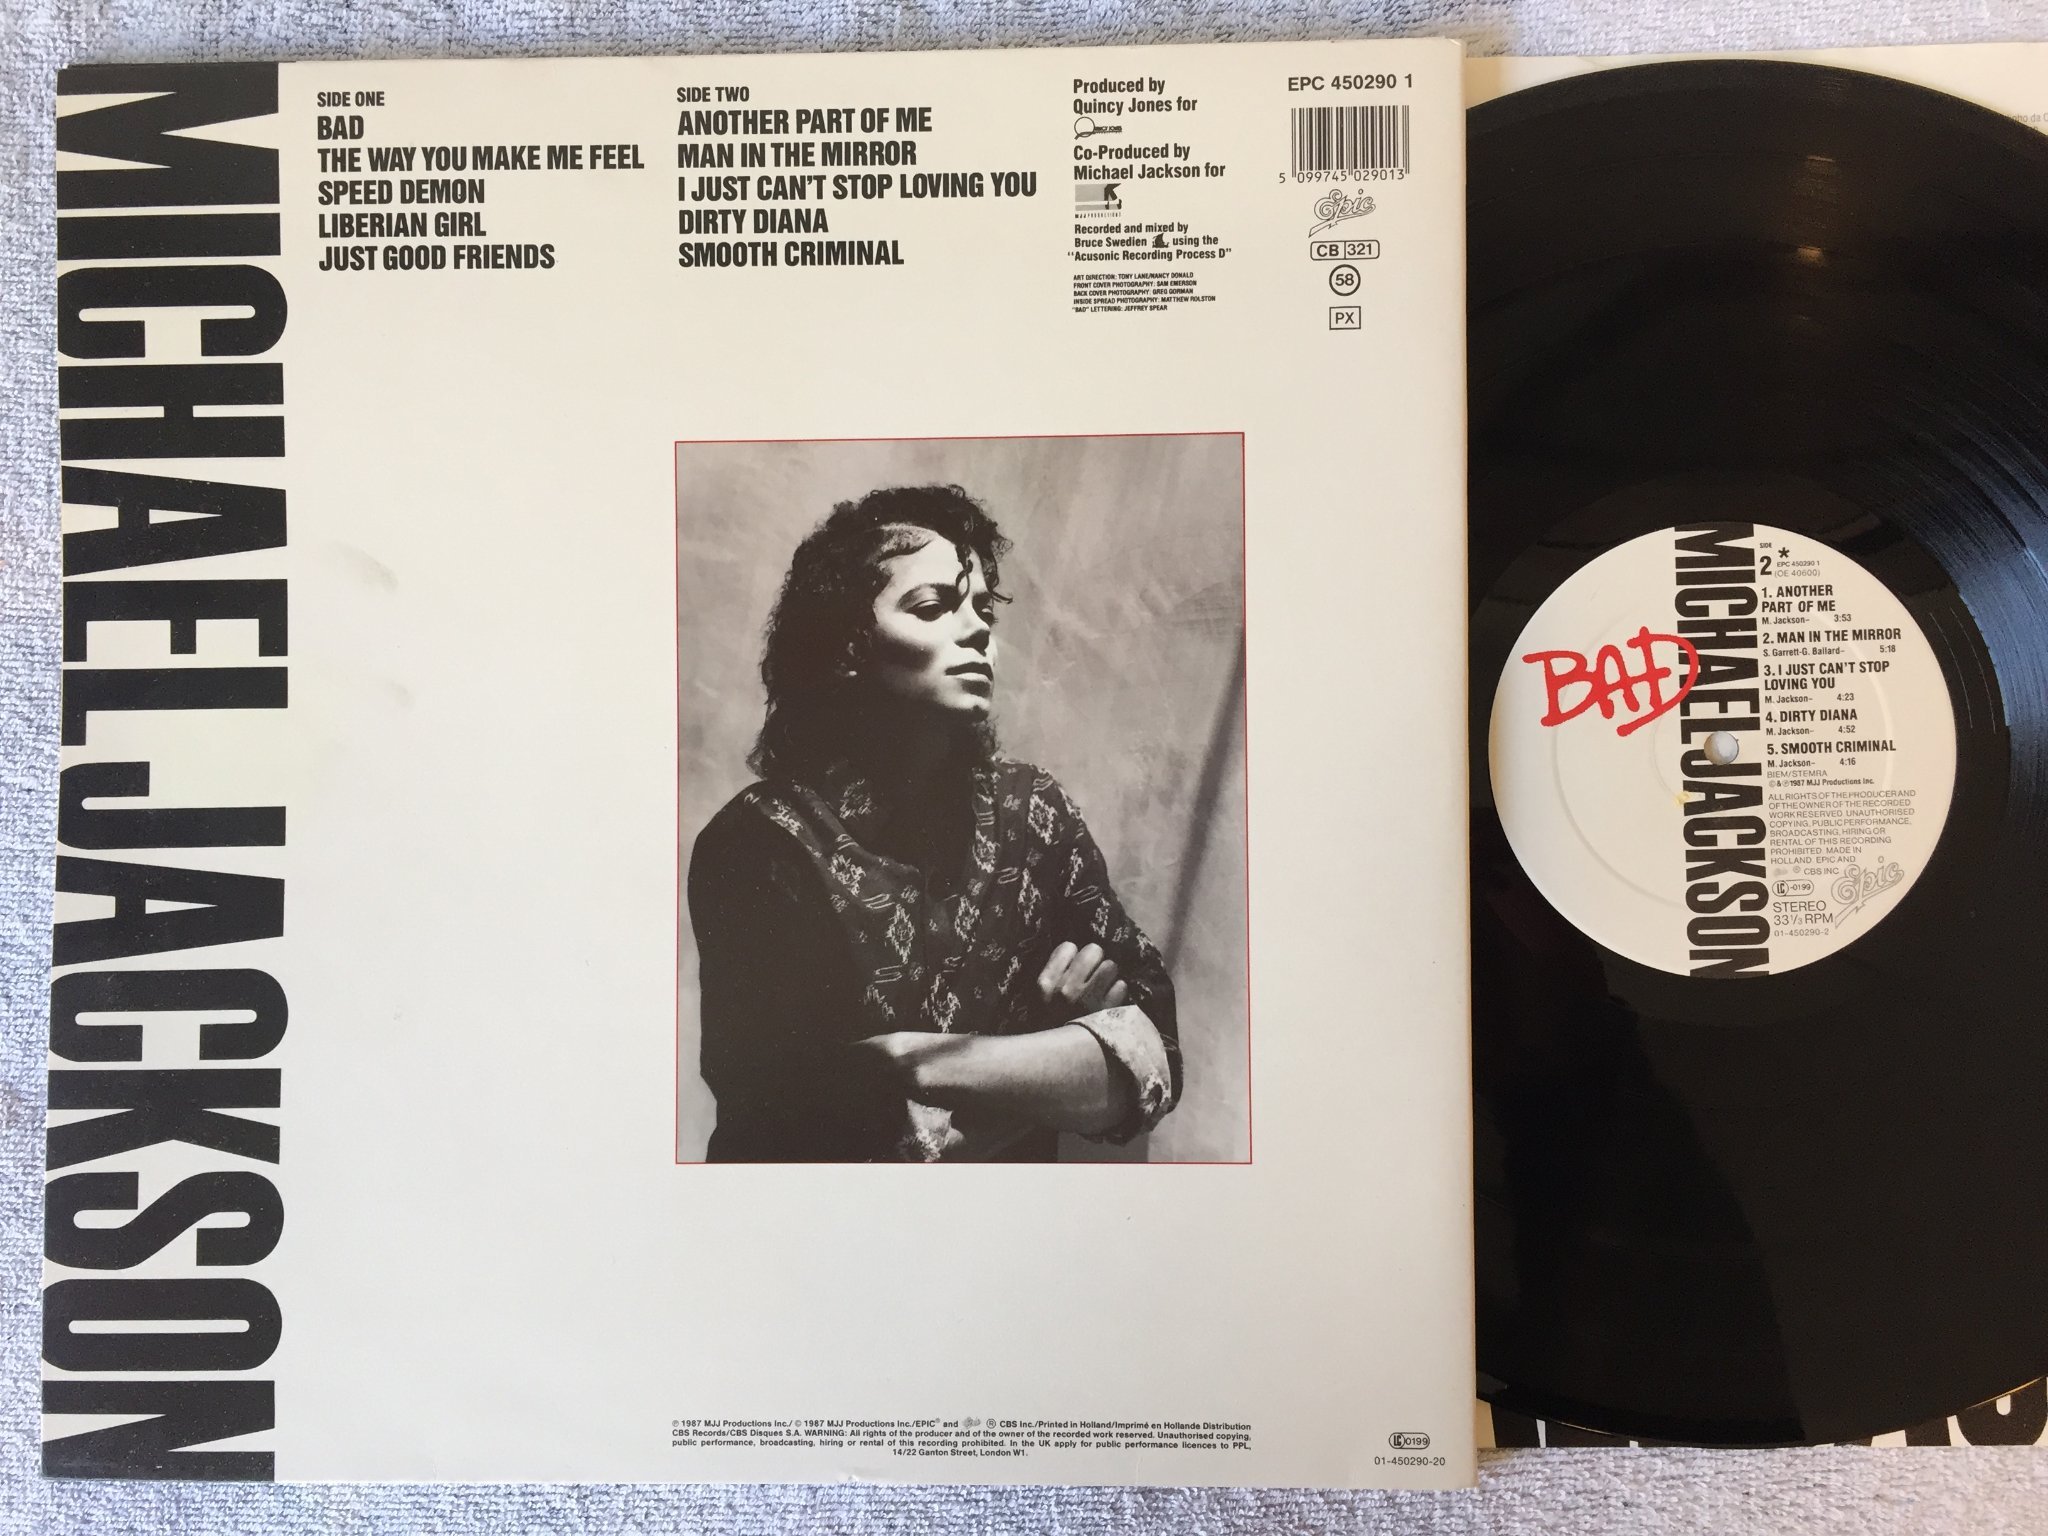 MICHAEL JACKSON
SIDE ONE
BAD
THE WAY YOU MAKE ME FEEL
SPEED DEMON
LIBERIAN GIRL
JUST GOOD FRIENDS
SIDE TWO
ANOTHER PART OF ME
MAN IN THE MIRROR
I JUST CAN'T STOP LOVING YOU
DIRTY DIANA
SMOOTH CRIMINAL
Produced by
Quincy Jones for
QUINCY JONES
Co-Produced by
Michael Jackson for
MJJ PRODUCTIONS
Recorded and mixed by
Bruce Swedien using the
"Acusonic Recording Process D"
ART DIRECTION: TONY LANE/NANCY DONALD
FRONT COVER PHOTOGRAPHY: SAM EMERSON
BACK COVER PHOTOGRAPHY: GREG GORMAN
INSIDE SPREAD PHOTOGRAPHY: MATTHEW ROLSTON
"BAD" LETTERING: JEFFREY SPEAR
EPC 450290 1
5 099745 029013
Epic
CB 321
58
PX
℗ 1987 MJJ Productions Inc./ © 1987 MJJ Productions Inc./EPIC® and ® CBS Inc./Printed in Holland/Imprimé en Hollande Distribution
CBS Records/CBS Disques S.A. WARNING: All rights of the producer and of the owner of the recorded work reserved. Unauthorised copying,
public performance, broadcasting, hiring or rental of this recording prohibited. In the UK apply for public performance licences to PPL,
14/22 Ganton Street, London W1.
LC 0199
01-450290-20
BAD
MICHAEL JACKSON
SIDE
2 *
EPC 450290 1
(OE 40600)
1. ANOTHER
PART OF ME
M. Jackson- 3:53
2. MAN IN THE MIRROR
S. Garrett-G. Ballard- 5:18
3. I JUST CAN'T STOP
LOVING YOU
M. Jackson- 4:23
4. DIRTY DIANA
M. Jackson- 4:52
5. SMOOTH CRIMINAL
M. Jackson- 4:16
BIEM/STEMRA
© & ℗ 1987 MJJ Productions Inc.
ALL RIGHTS OF THE PRODUCER AND
OF THE OWNER OF THE RECORDED
WORK RESERVED. UNAUTHORISED
COPYING, PUBLIC PERFORMANCE,
BROADCASTING, HIRING OR
RENTAL OF THIS RECORDING
PROHIBITED. MADE IN
HOLLAND. EPIC AND
® CBS INC
LC-0199
Epic
STEREO
33 1/3 RPM
01-450290-2